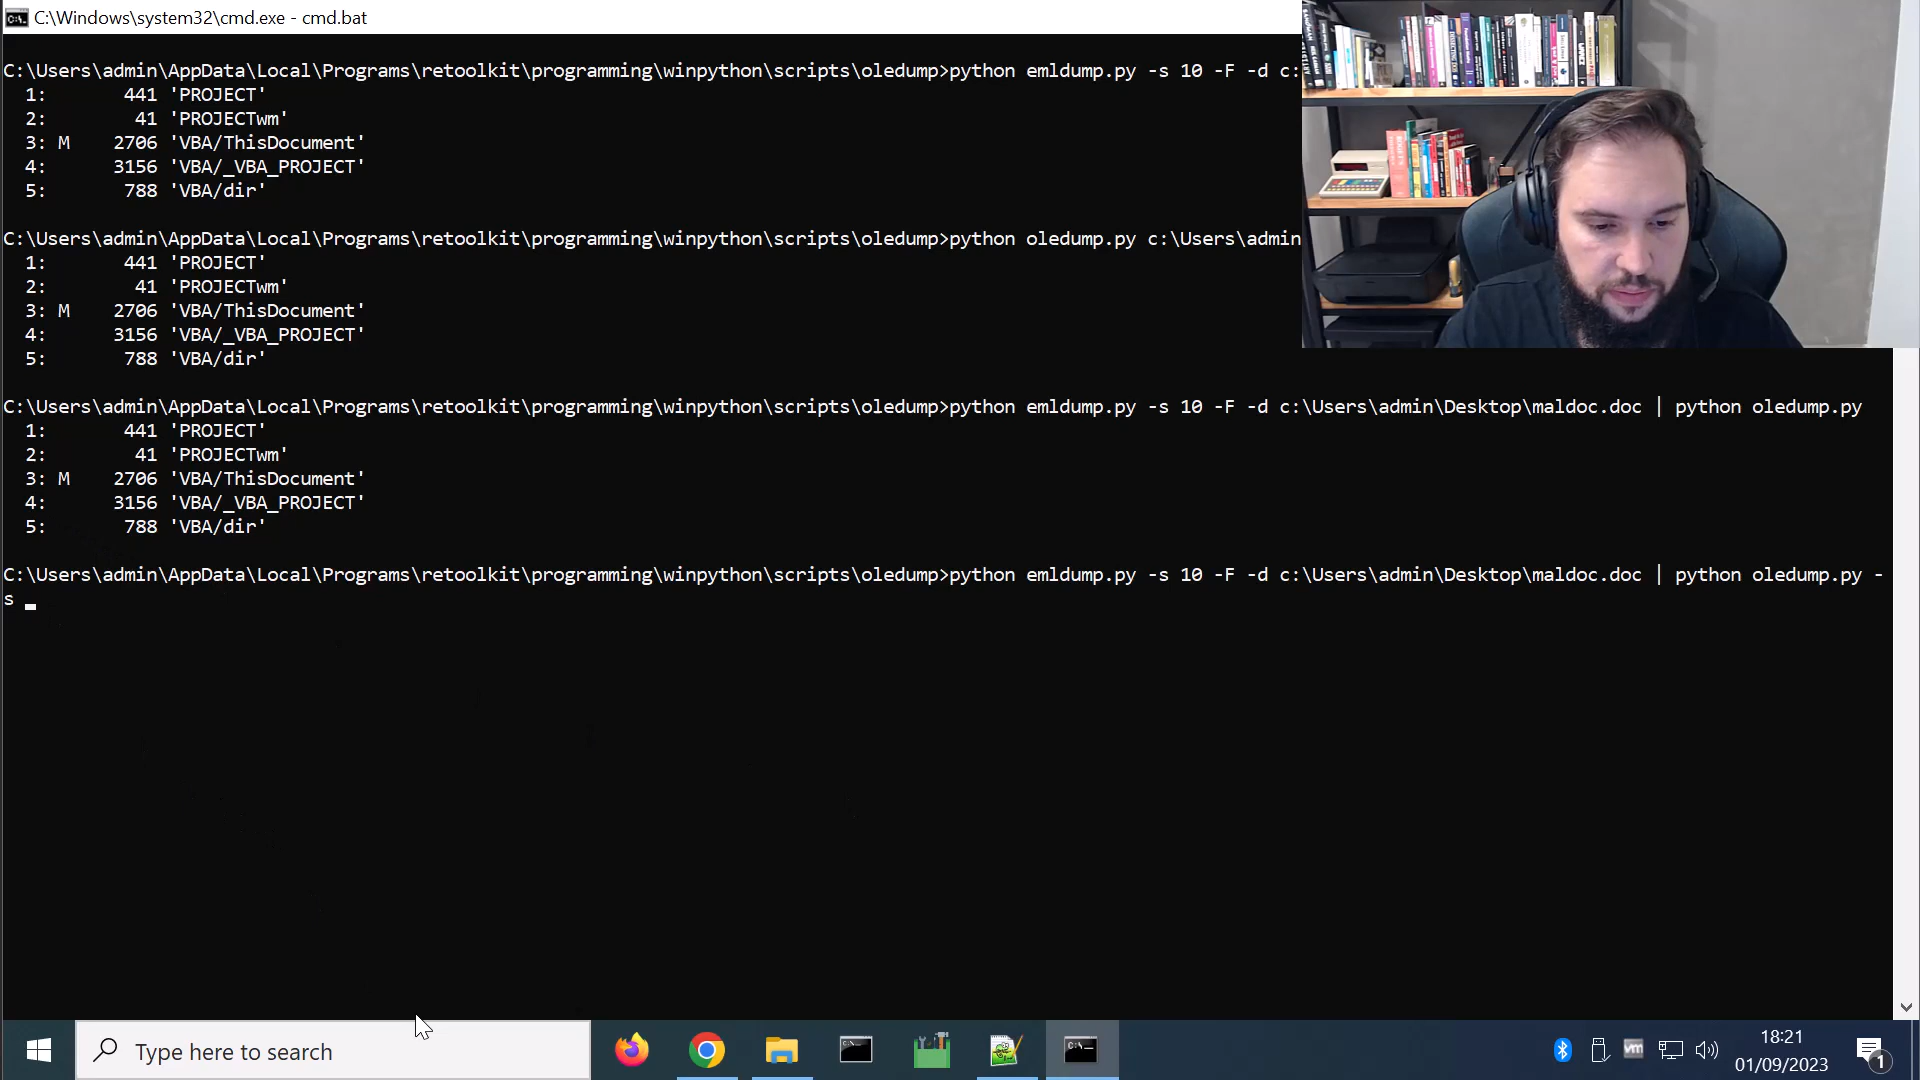 C:\Windows\system32\cmd.exe - cmd.bat
C:\Users\admin\AppData\Local\Programs\retoolkit\programming\winpython\scripts\oledump>python emldump.py -s 10 -F -d c:
1: 441 'PROJECT'
2: 41 'PROJECTwm'
3: M 2706 'VBA/ThisDocument'
4: 3156 'VBA/_VBA_PROJECT'
5: 788 'VBA/dir'
C:\Users\admin\AppData\Local\Programs\retoolkit\programming\winpython\scripts\oledump>python oledump.py c:\Users\admin
1: 441 'PROJECT'
2: 41 'PROJECTwm'
3: M 2706 'VBA/ThisDocument'
4: 3156 'VBA/_VBA_PROJECT'
5: 788 'VBA/dir'
C:\Users\admin\AppData\Local\Programs\retoolkit\programming\winpython\scripts\oledump>python emldump.py -s 10 -F -d c:\Users\admin\Desktop\maldoc.doc | python oledump.py
1: 441 'PROJECT'
2: 41 'PROJECTwm'
3: M 2706 'VBA/ThisDocument'
4: 3156 'VBA/_VBA_PROJECT'
5: 788 'VBA/dir'
C:\Users\admin\AppData\Local\Programs\retoolkit\programming\winpython\scripts\oledump>python emldump.py -s 10 -F -d c:\Users\admin\Desktop\maldoc.doc | python oledump.py -
s
Type here to search
18:21
01/09/2023
1